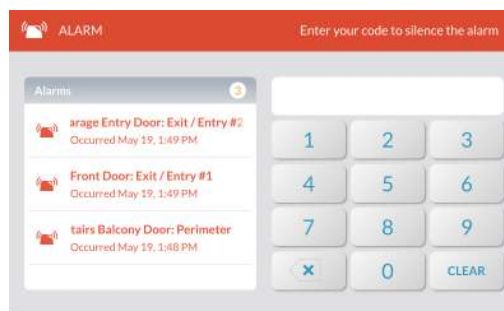 ALARM
Enter your code to silence the alarm
Alarms 3
arage Entry Door: Exit / Entry #2
Occurred May 19, 1:49 PM
Front Door: Exit / Entry #1
Occurred May 19, 1:49 PM
tairs Balcony Door: Perimeter
Occurred May 19, 1:48 PM
1 2 3
4 5 6
7 8 9
0 CLEAR